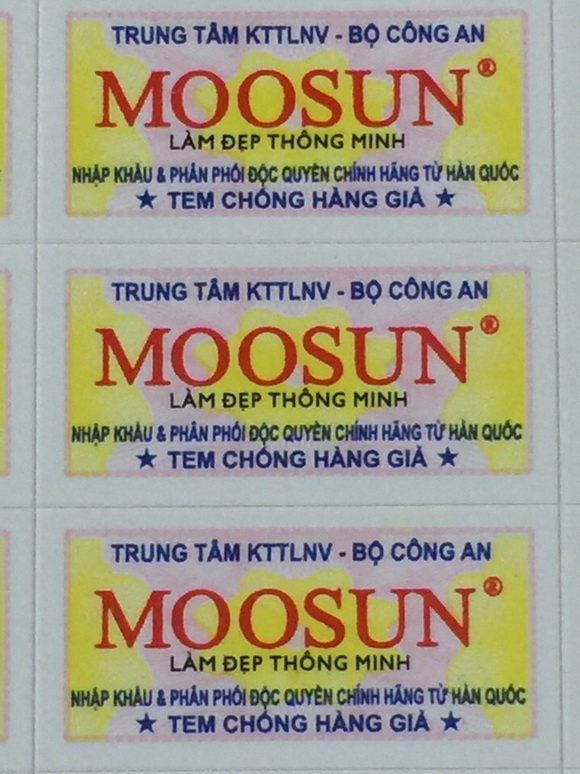 TRUNG TÂM KTTLNV - BỘ CÔNG AN
MOOSUN®
LÀM ĐẸP THÔNG MINH
NHẬP KHẨU & PHÂN PHỐI ĐỘC QUYỀN CHÍNH HÃNG TỪ HÀN QUỐC
★ TEM CHỐNG HÀNG GIẢ ★
TRUNG TÂM KTTLNV - BỘ CÔNG AN
MOOSUN®
LÀM ĐẸP THÔNG MINH
NHẬP KHẨU & PHÂN PHỐI ĐỘC QUYỀN CHÍNH HÃNG TỪ HÀN QUỐC
★ TEM CHỐNG HÀNG GIẢ ★
TRUNG TÂM KTTLNV - BỘ CÔNG AN
MOOSUN®
LÀM ĐẸP THÔNG MINH
NHẬP KHẨU & PHÂN PHỐI ĐỘC QUYỀN CHÍNH HÃNG TỪ HÀN QUỐC
★ TEM CHỐNG HÀNG GIẢ ★